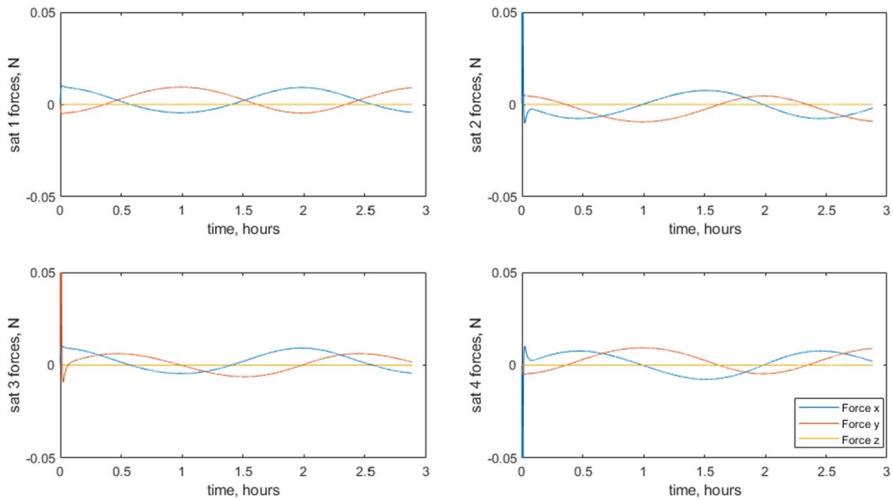 0.05
0
-0.05
sat 1 forces, N
0 0.5 1 1.5 2 2.5 3
time, hours
0.05
0
-0.05
sat 2 forces, N
0 0.5 1 1.5 2 2.5 3
time, hours
0.05
0
-0.05
sat 3 forces, N
0 0.5 1 1.5 2 2.5 3
time, hours
0.05
0
-0.05
sat 4 forces, N
0 0.5 1 1.5 2 2.5 3
time, hours
Force x
Force y
Force z